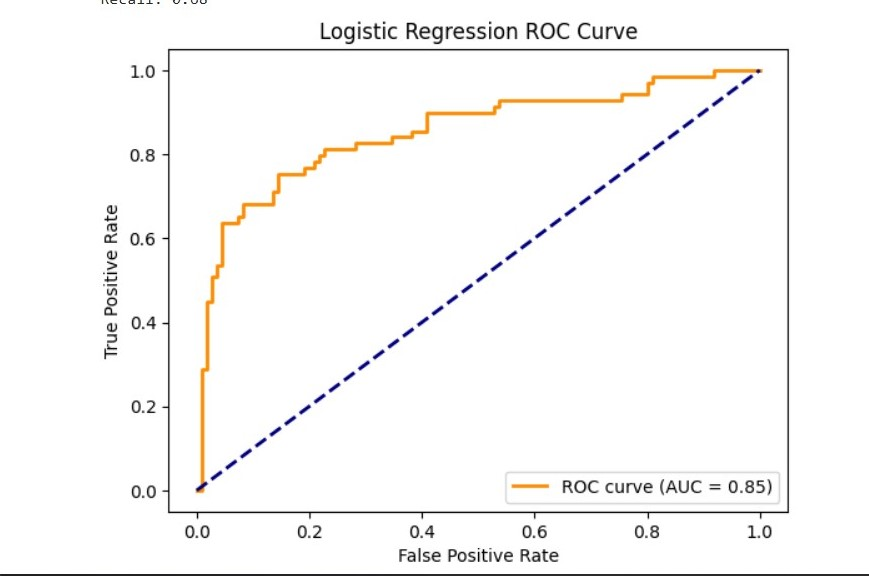 Recall:
Logistic Regression ROC Curve
1.0
0.8
0.6
0.4
0.2
0.0
True Positive Rate
ROC curve (AUC = 0.85)
0.0 0.2 0.4 0.6 0.8 1.0
False Positive Rate